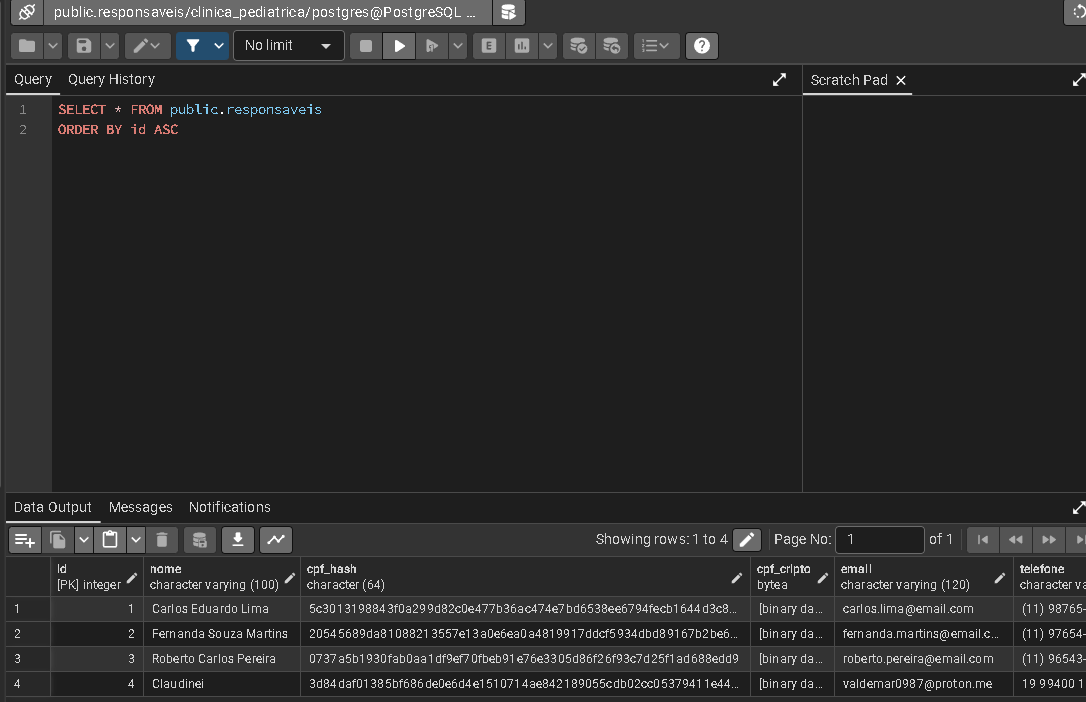 public.responsaveis/clinica_pediatrica/postgres@PostgreSQL ...
No limit
Query Query History
Scratch Pad
1 SELECT * FROM public.responsaveis
2 ORDER BY id ASC
Data Output Messages Notifications
Showing rows: 1 to 4 Page No: 1 of 1
id nome cpf_hash cpf_cripto email telefone
[PK] integer character varying (100) character (64) bytea character varying (120) character va
1 1 Carlos Eduardo Lima 5c3013198843f0a299d82c0e477b36ac474e7bd6538ee6794fecb1644d3c8... [binary da... carlos.lima@email.com (11) 98765-
2 2 Fernanda Souza Martins 20545689da81088213557e13a0e6ea0a4819917ddcf5934dbd89167b2be6... [binary da... fernanda.martins@email.c... (11) 97654-
3 3 Roberto Carlos Pereira 0737a5b1930fab0aa1df9ef70fbeb91e76e3305d86f26f93c7d25f1ad688edd9 [binary da... roberto.pereira@email.com (11) 96543-
4 4 Claudinei 3d84daf01385bf686de0e6d4e1510714ae842189055cdb02cc05379411e44... [binary da... valdemar0987@proton.me 19 99400 1